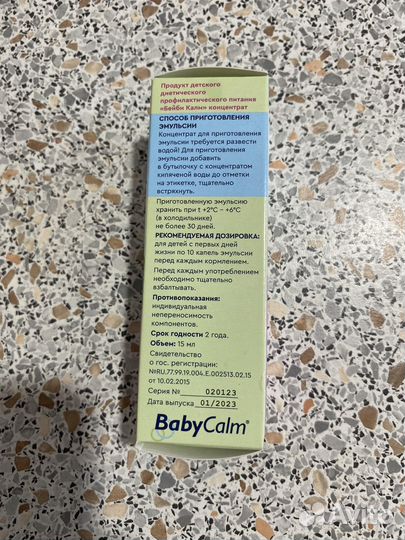 Продукт детского
диетического
профилактического питания
«Бейби Калм» концентрат
СПОСОБ ПРИГОТОВЛЕНИЯ
ЭМУЛЬСИИ
Концентрат для приготовления
эмульсии требуется развести
водой! Для приготовления
эмульсии добавить
в бутылочку с концентратом
кипяченой воды до отметки
на этикетке, тщательно
встряхнуть.
Приготовленную эмульсию
хранить при t +2°С – +6°С
(в холодильнике)
не более 30 дней.
РЕКОМЕНДУЕМАЯ ДОЗИРОВКА:
для детей с первых дней
жизни по 10 капель эмульсии
перед каждым кормлением.
Перед каждым употреблением
необходимо тщательно
взбалтывать.
Противопоказания:
индивидуальная
непереносимость
компонентов.
Срок годности 2 года.
Объем: 15 мл
Свидетельство
о гос. регистрации:
№RU.77.99.19.004.Е.002513.02.15
от 10.02.2015
Серия № 020123
Дата выпуска 01/2023
BabyCalm®
Avito